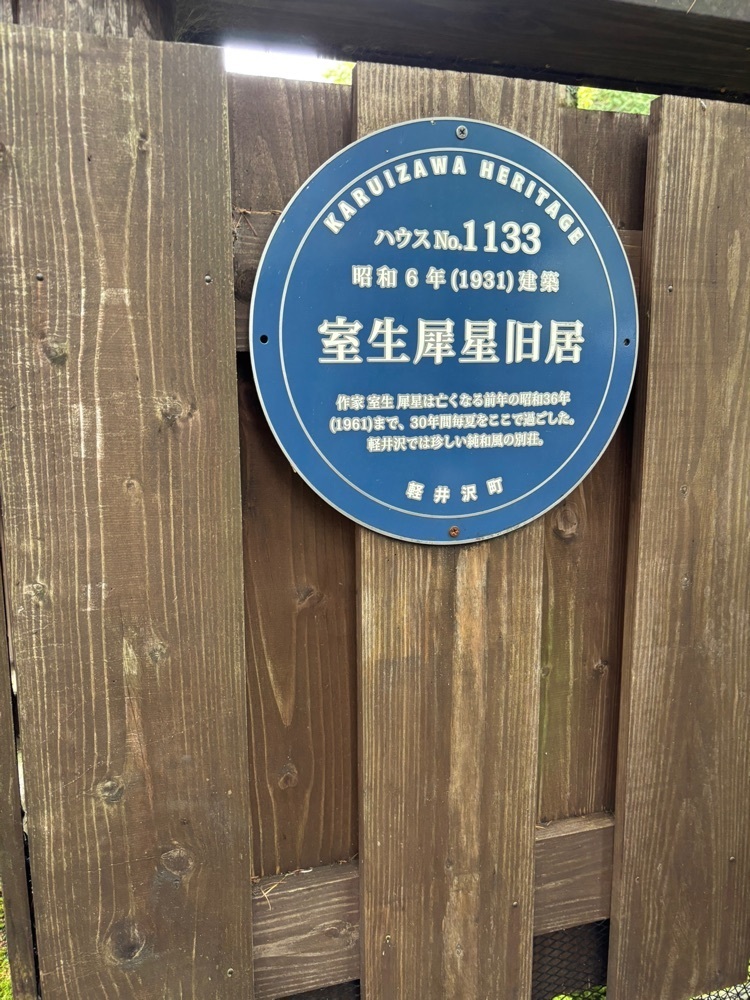 KARUIZAWA HERITAGE
ハウスNo.1133
昭和6年(1931)建築
室生犀星旧居
作家 室生 犀星は亡くなる前年の昭和36年
(1961)まで、30年間毎夏をここで過ごした。
軽井沢では珍しい純和風の別荘。
軽井沢町